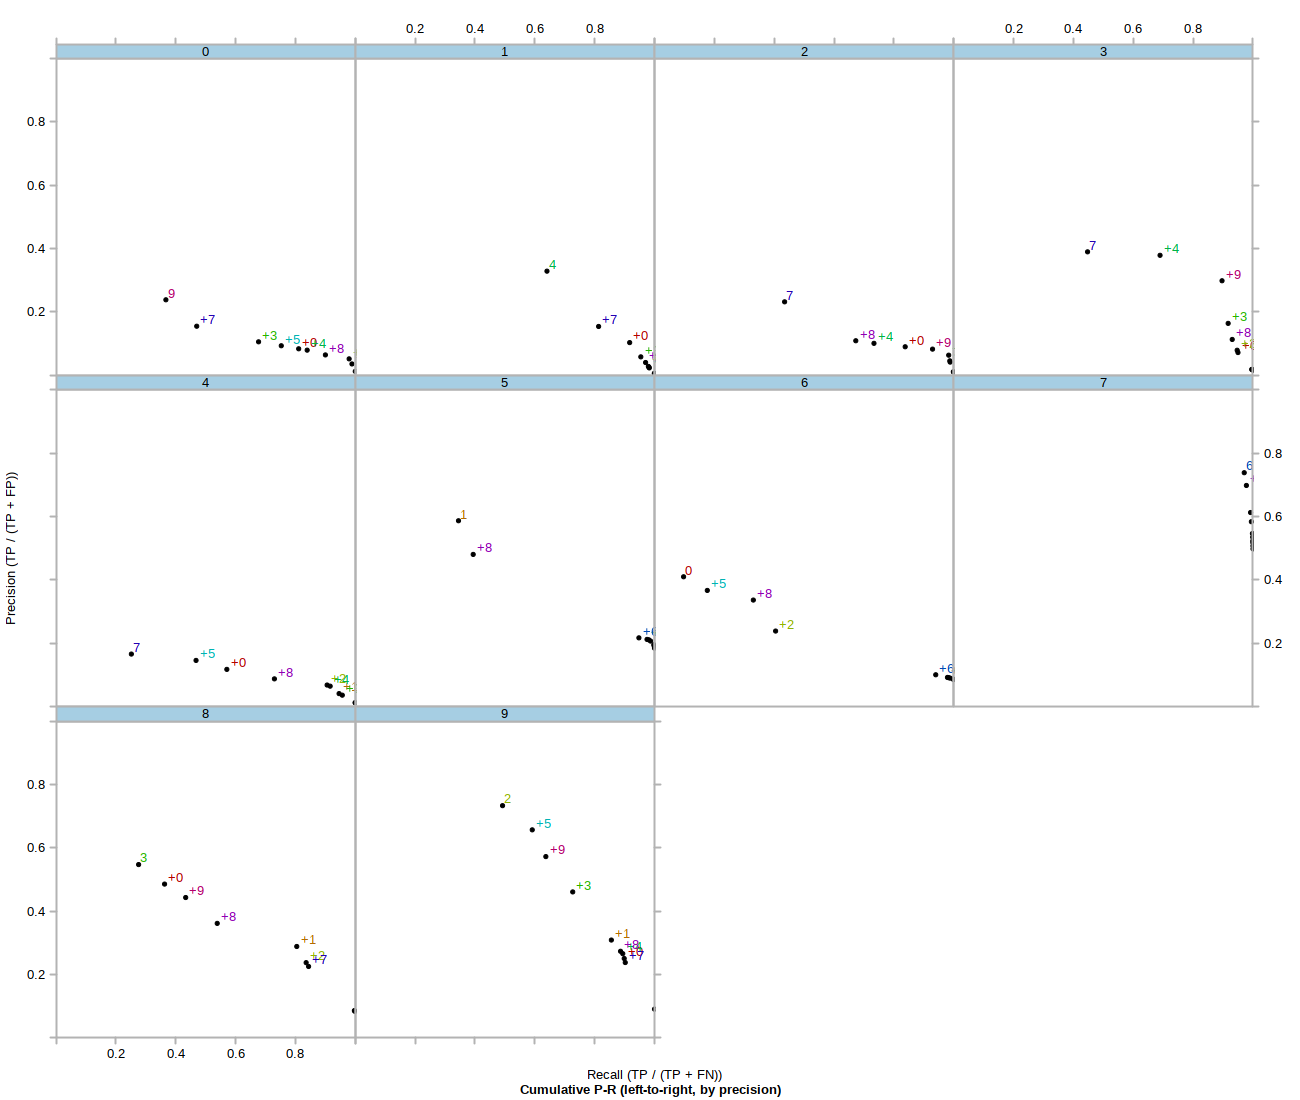 0.2 0.4 0.6 0.8 0.2 0.4 0.6 0.8
0 1 2 3
0.8
0.6
0.4
0.2
9 +7 +3 +5 +0 +4 +8
4 +7 +0
7 +8 +4 +0 +9
7 +4 +9 +3 +8
4 5 6 7
7 +5 +0 +8 +2 +4
1 +8 +6
0 +5 +8 +2 +6
6
0.8
0.6
0.4
0.2
8 9
0.8
0.6
0.4
0.2
3 +0 +9 +8 +1 +7
2 +5 +9 +3 +1 +8 +7
0.2 0.4 0.6 0.8
Precision (TP / (TP + FP))
Recall (TP / (TP + FN))
Cumulative P-R (left-to-right, by precision)